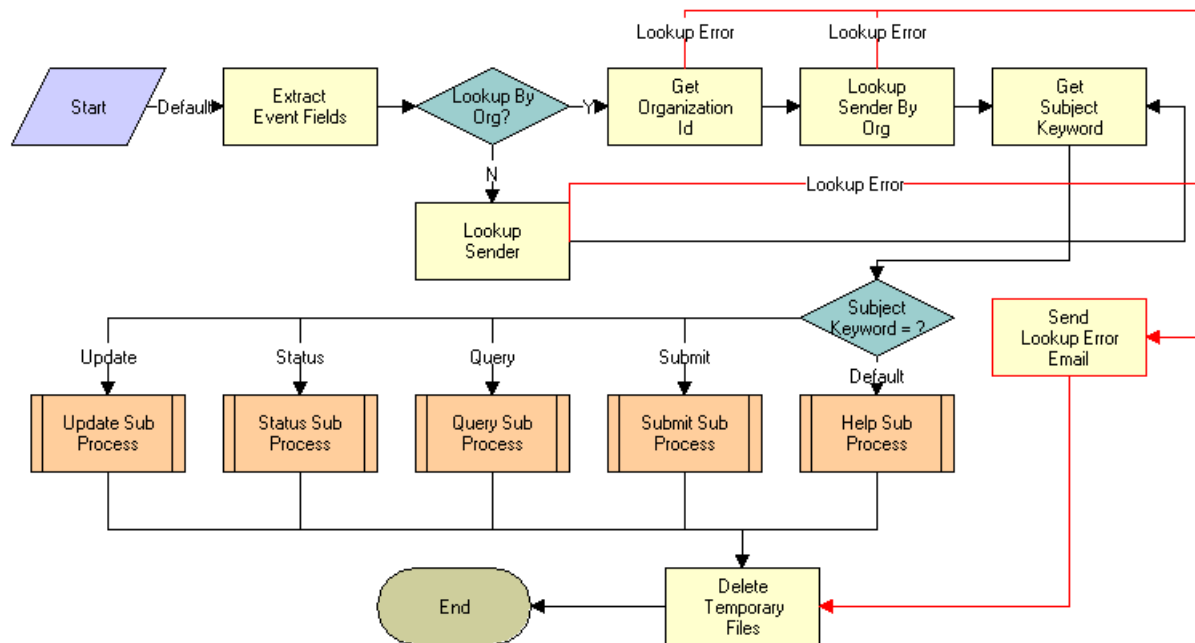 Lookup Error
Lookup Error
Start
Default
Extract
Event Fields
Lookup By
Org?
Y
Get
Organization
Id
Lookup
Sender By
Org
Get
Subject
Keyword
N
Lookup Error
Lookup
Sender
Subject
Keyword = ?
Send
Lookup Error
Email
Update
Status
Query
Submit
Default
Update Sub
Process
Status Sub
Process
Query Sub
Process
Submit Sub
Process
Help Sub
Process
End
Delete
Temporary
Files